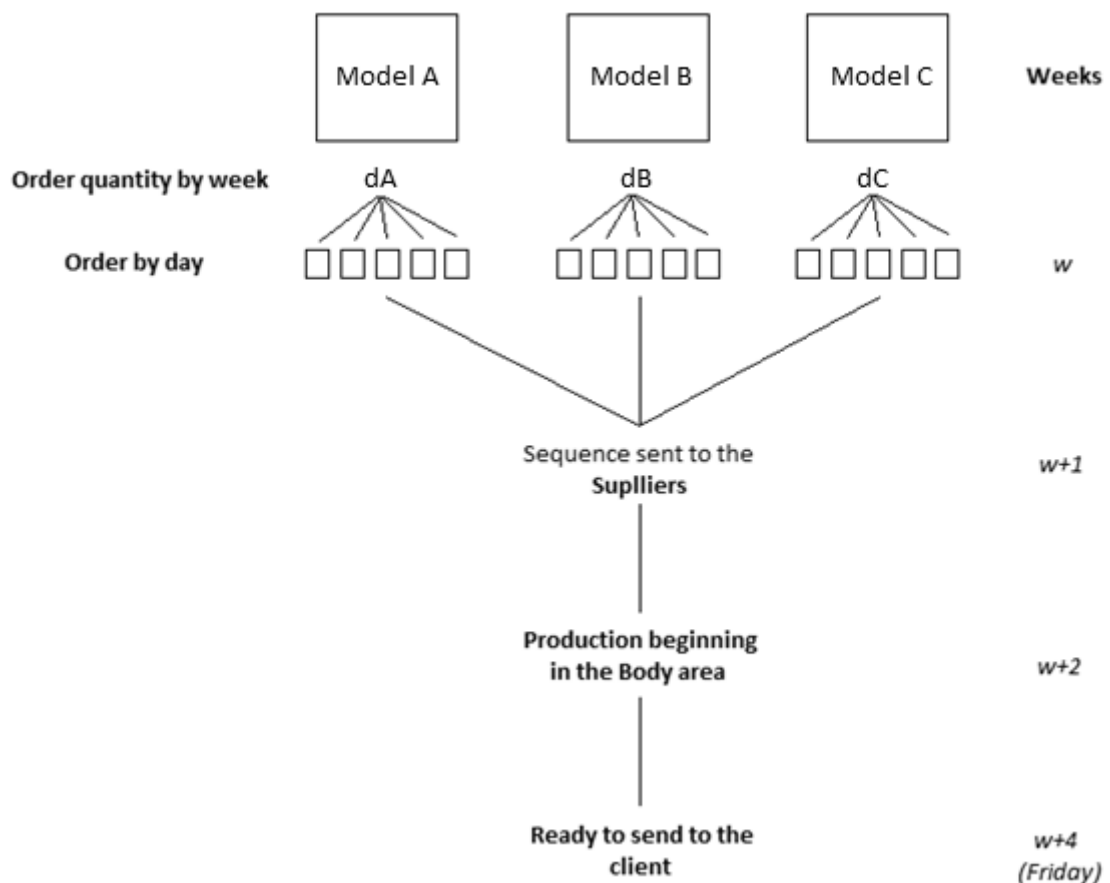 Model A
Model B
Model C
Weeks
Order quantity by week
dA
dB
dC
Order by day
w
Sequence sent to the
Suplliers
w+1
Production beginning
in the Body area
w+2
Ready to send to the
client
w+4
(Friday)